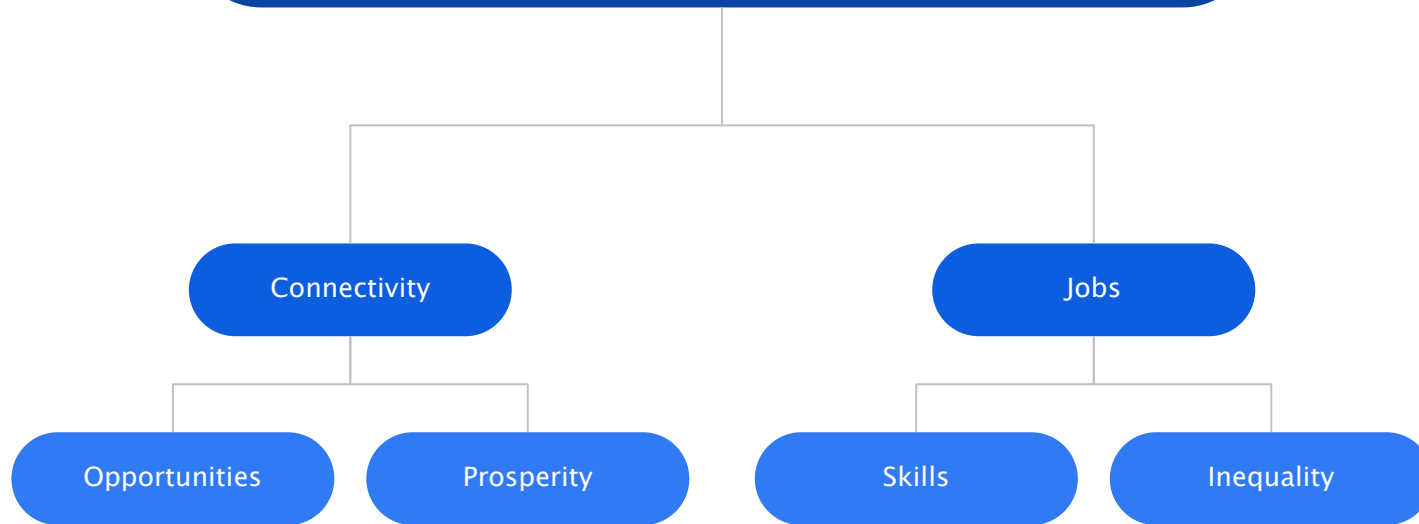 Connectivity
Jobs
Opportunities
Prosperity
Skills
Inequality